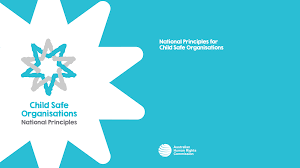 National Principles for
Child Safe Organisations
Child Safe
Organisations
National Principles
Australian
Human Rights
Commission